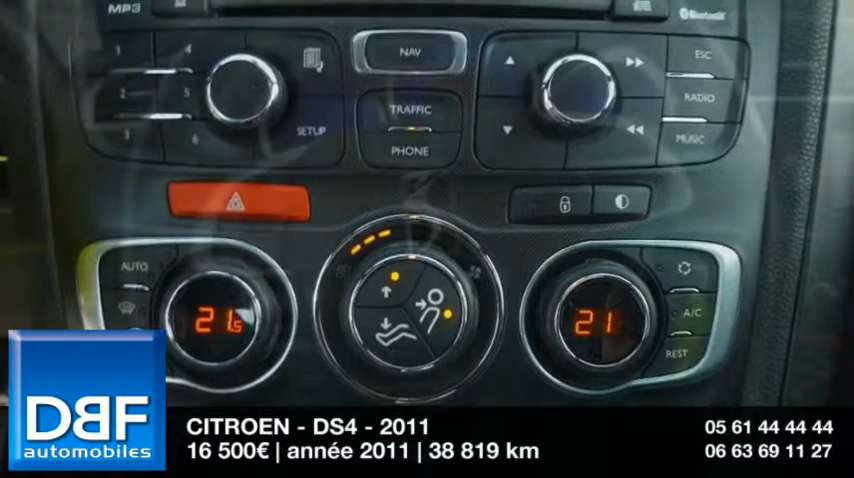 MP3
Bluetooth
1 4
NAV
ESC
2 5
TRAFFIC
RADIO
3 6
SETUP
PHONE
MUSIC
AUTO
21.5
21
A/C
REST
DBF
automobiles
CITROEN - DS4 - 2011
16 500€ | année 2011 | 38 819 km
05 61 44 44 44
06 63 69 11 27